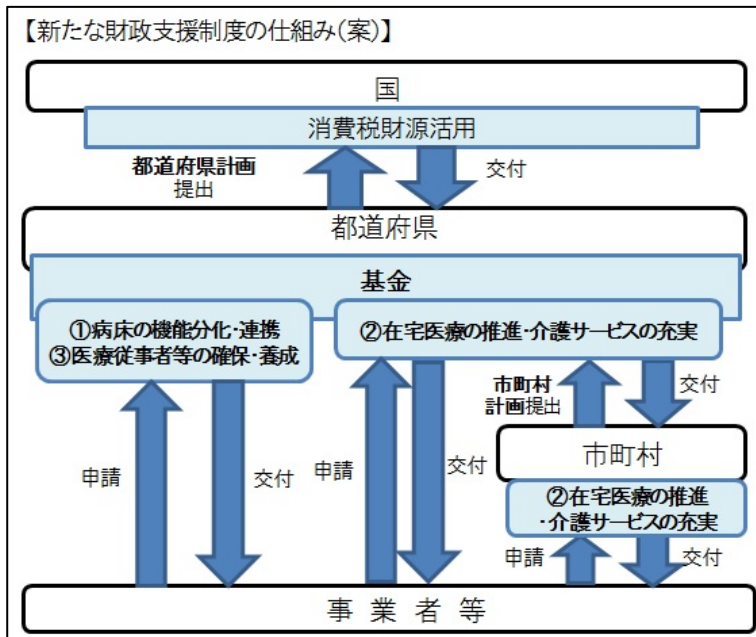 【新たな財政支援制度の仕組み(案)】
国
消費税財源活用
都道府県計画
提出
交付
都道府県
基金
①病床の機能分化・連携
③医療従事者等の確保・養成
②在宅医療の推進・介護サービスの充実
市町村
計画提出
交付
市町村
②在宅医療の推進
・介護サービスの充実
申請
交付
申請
交付
申請
交付
事業者等